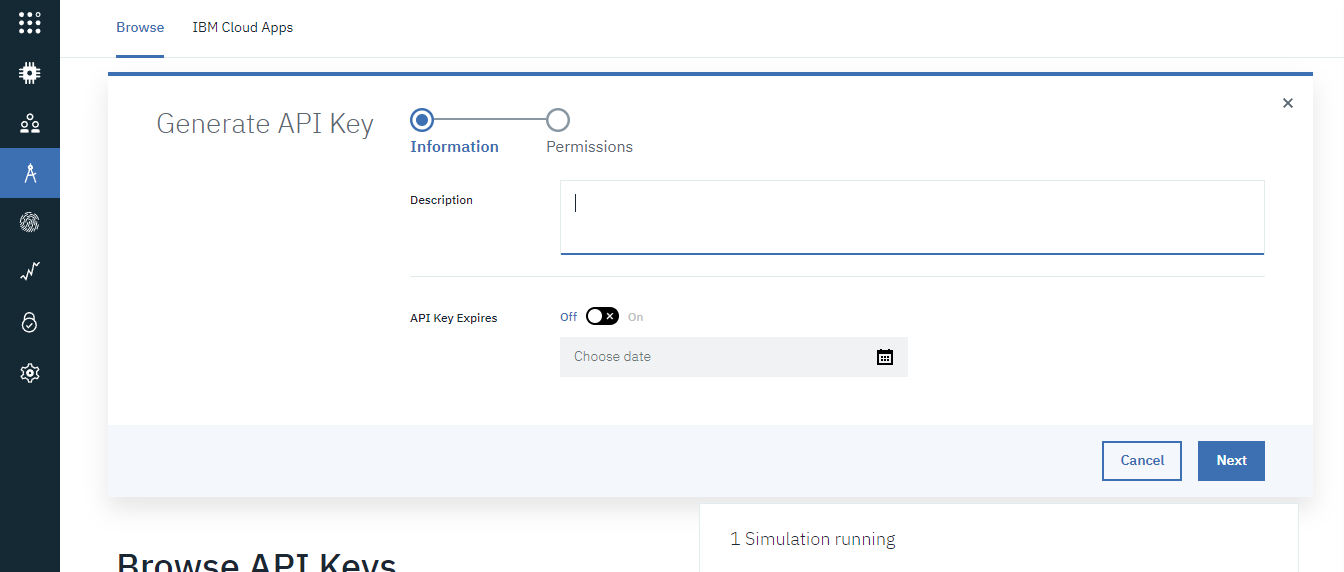 Browse IBM Cloud Apps
Generate API Key
Information Permissions
Description
API Key Expires Off On
Choose date
Cancel Next
1 Simulation running
Browse API Keys